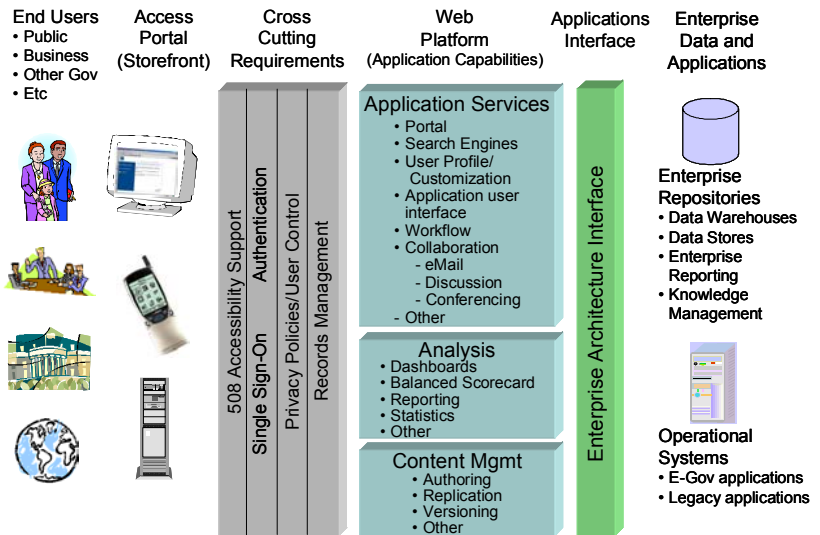 End Users
• Public
• Business
• Other Gov
• Etc
Access
Portal
(Storefront)
Cross
Cutting
Requirements
508 Accessibility Support
Single Sign-On Authentication
Privacy Policies/User Control
Records Management
Web
Platform
(Application Capabilities)
Application Services
• Portal
• Search Engines
• User Profile/
Customization
• Application user
interface
• Workflow
• Collaboration
- eMail
- Discussion
- Conferencing
- Other
Analysis
• Dashboards
• Balanced Scorecard
• Reporting
• Statistics
• Other
Content Mgmt
• Authoring
• Replication
• Versioning
• Other
Applications
Interface
Enterprise Architecture Interface
Enterprise
Data and
Applications
Enterprise
Repositories
• Data Warehouses
• Data Stores
• Enterprise
Reporting
• Knowledge
Management
Operational
Systems
• E-Gov applications
• Legacy applications